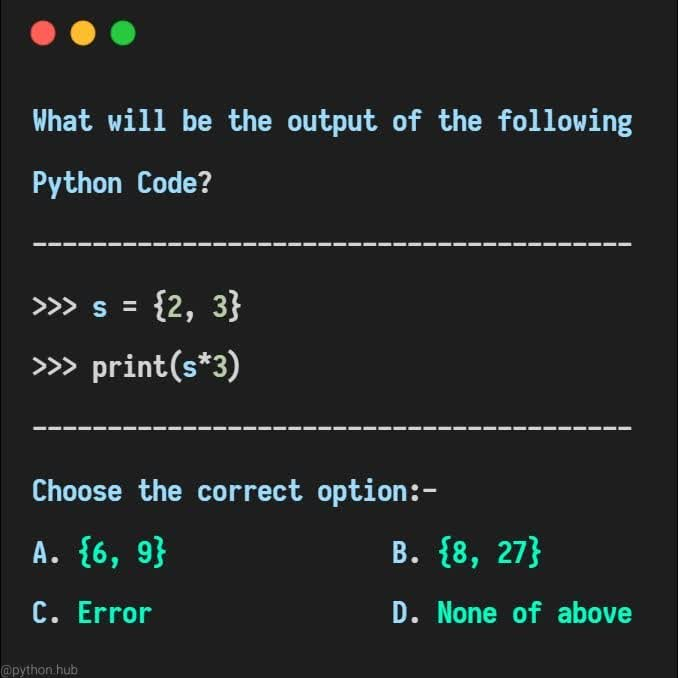 What will be the output of the following
Python Code?
----------------------------------------
>>> s = {2, 3}
>>> print(s*3)
----------------------------------------
Choose the correct option:-
A. {6, 9} B. {8, 27}
C. Error D. None of above
@python.hub